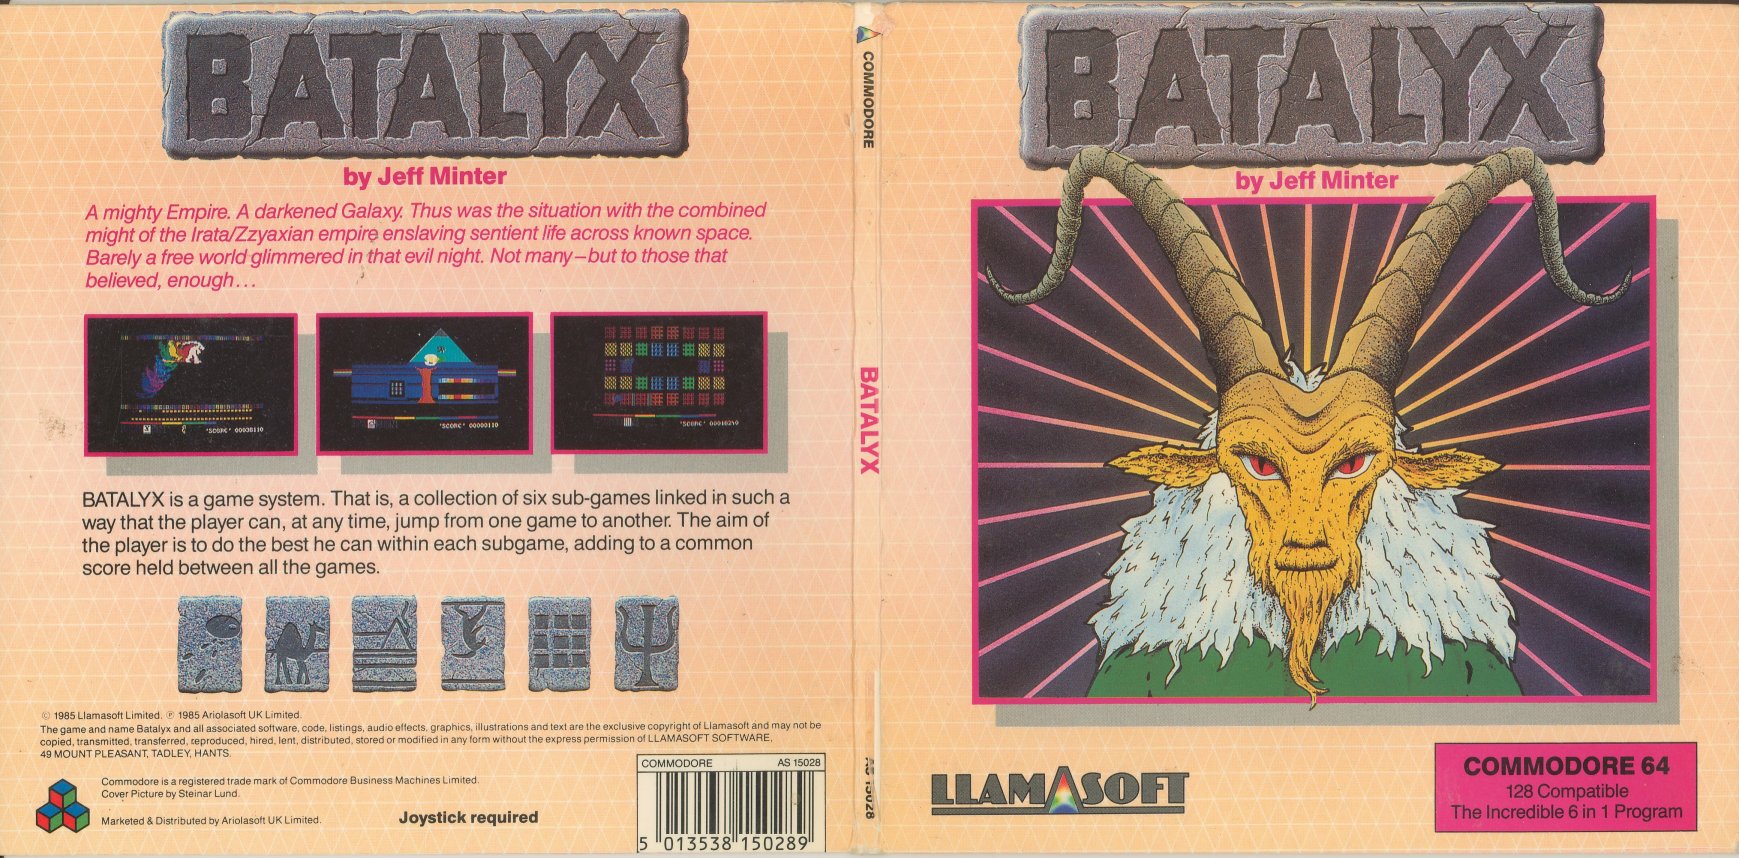 BATALYX
by Jeff Minter
A mighty Empire. A darkened Galaxy. Thus was the situation with the combined
might of the Irata/Zzyaxian empire enslaving sentient life across known space.
Barely a free world glimmered in that evil night. Not many–but to those that
believed, enough...
'SCORE' 00038110
'SCORE' 00000110
'SCORE' 00010240
BATALYX is a game system. That is, a collection of six sub-games linked in such a
way that the player can, at any time, jump from one game to another. The aim of
the player is to do the best he can within each subgame, adding to a common
score held between all the games.
© 1985 Llamasoft Limited. ℗ 1985 Ariolasoft UK Limited.
The game and name Batalyx and all associated software, code, listings, audio effects, graphics, illustrations and text are the exclusive copyright of Llamasoft and may not be
copied, transmitted, transferred, reproduced, hired, lent, distributed, stored or modified in any form without the express permission of LLAMASOFT SOFTWARE,
49 MOUNT PLEASANT, TADLEY, HANTS.
Commodore is a registered trade mark of Commodore Business Machines Limited.
Cover Picture by Steinar Lund.
Marketed & Distributed by Ariolasoft UK Limited.
Joystick required
COMMODORE AS 15028
5 013538 150289
COMMODORE
BATALYX
AS 15028
BATALYX
by Jeff Minter
LLAMASOFT
COMMODORE 64
128 Compatible
The Incredible 6 in 1 Program